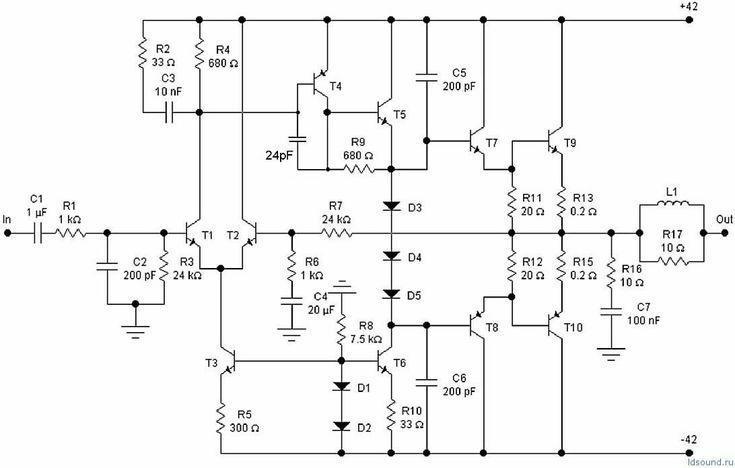 +42
R2
33 Ω
R4
680Ω
C3
10 nF
T4
C5
200 pF
T5
T7
T9
24pF
R9
680 Ω
C1
1 µF
R1
1 kΩ
In
T1
T2
R7
24 kΩ
D3
R11
20 Ω
R13
0.2 Ω
L1
Out
R17
10 Ω
C2
200 pF
R3
24 kΩ
R6
1 kΩ
D4
R12
20 Ω
R15
0.2 Ω
R16
10 Ω
C4
20 µF
D5
R8
7.5 kΩ
T8
T10
C7
100 nF
T3
T6
D1
C6
200 pF
R5
300 Ω
D2
R10
33 Ω
-42
ldsound.ru